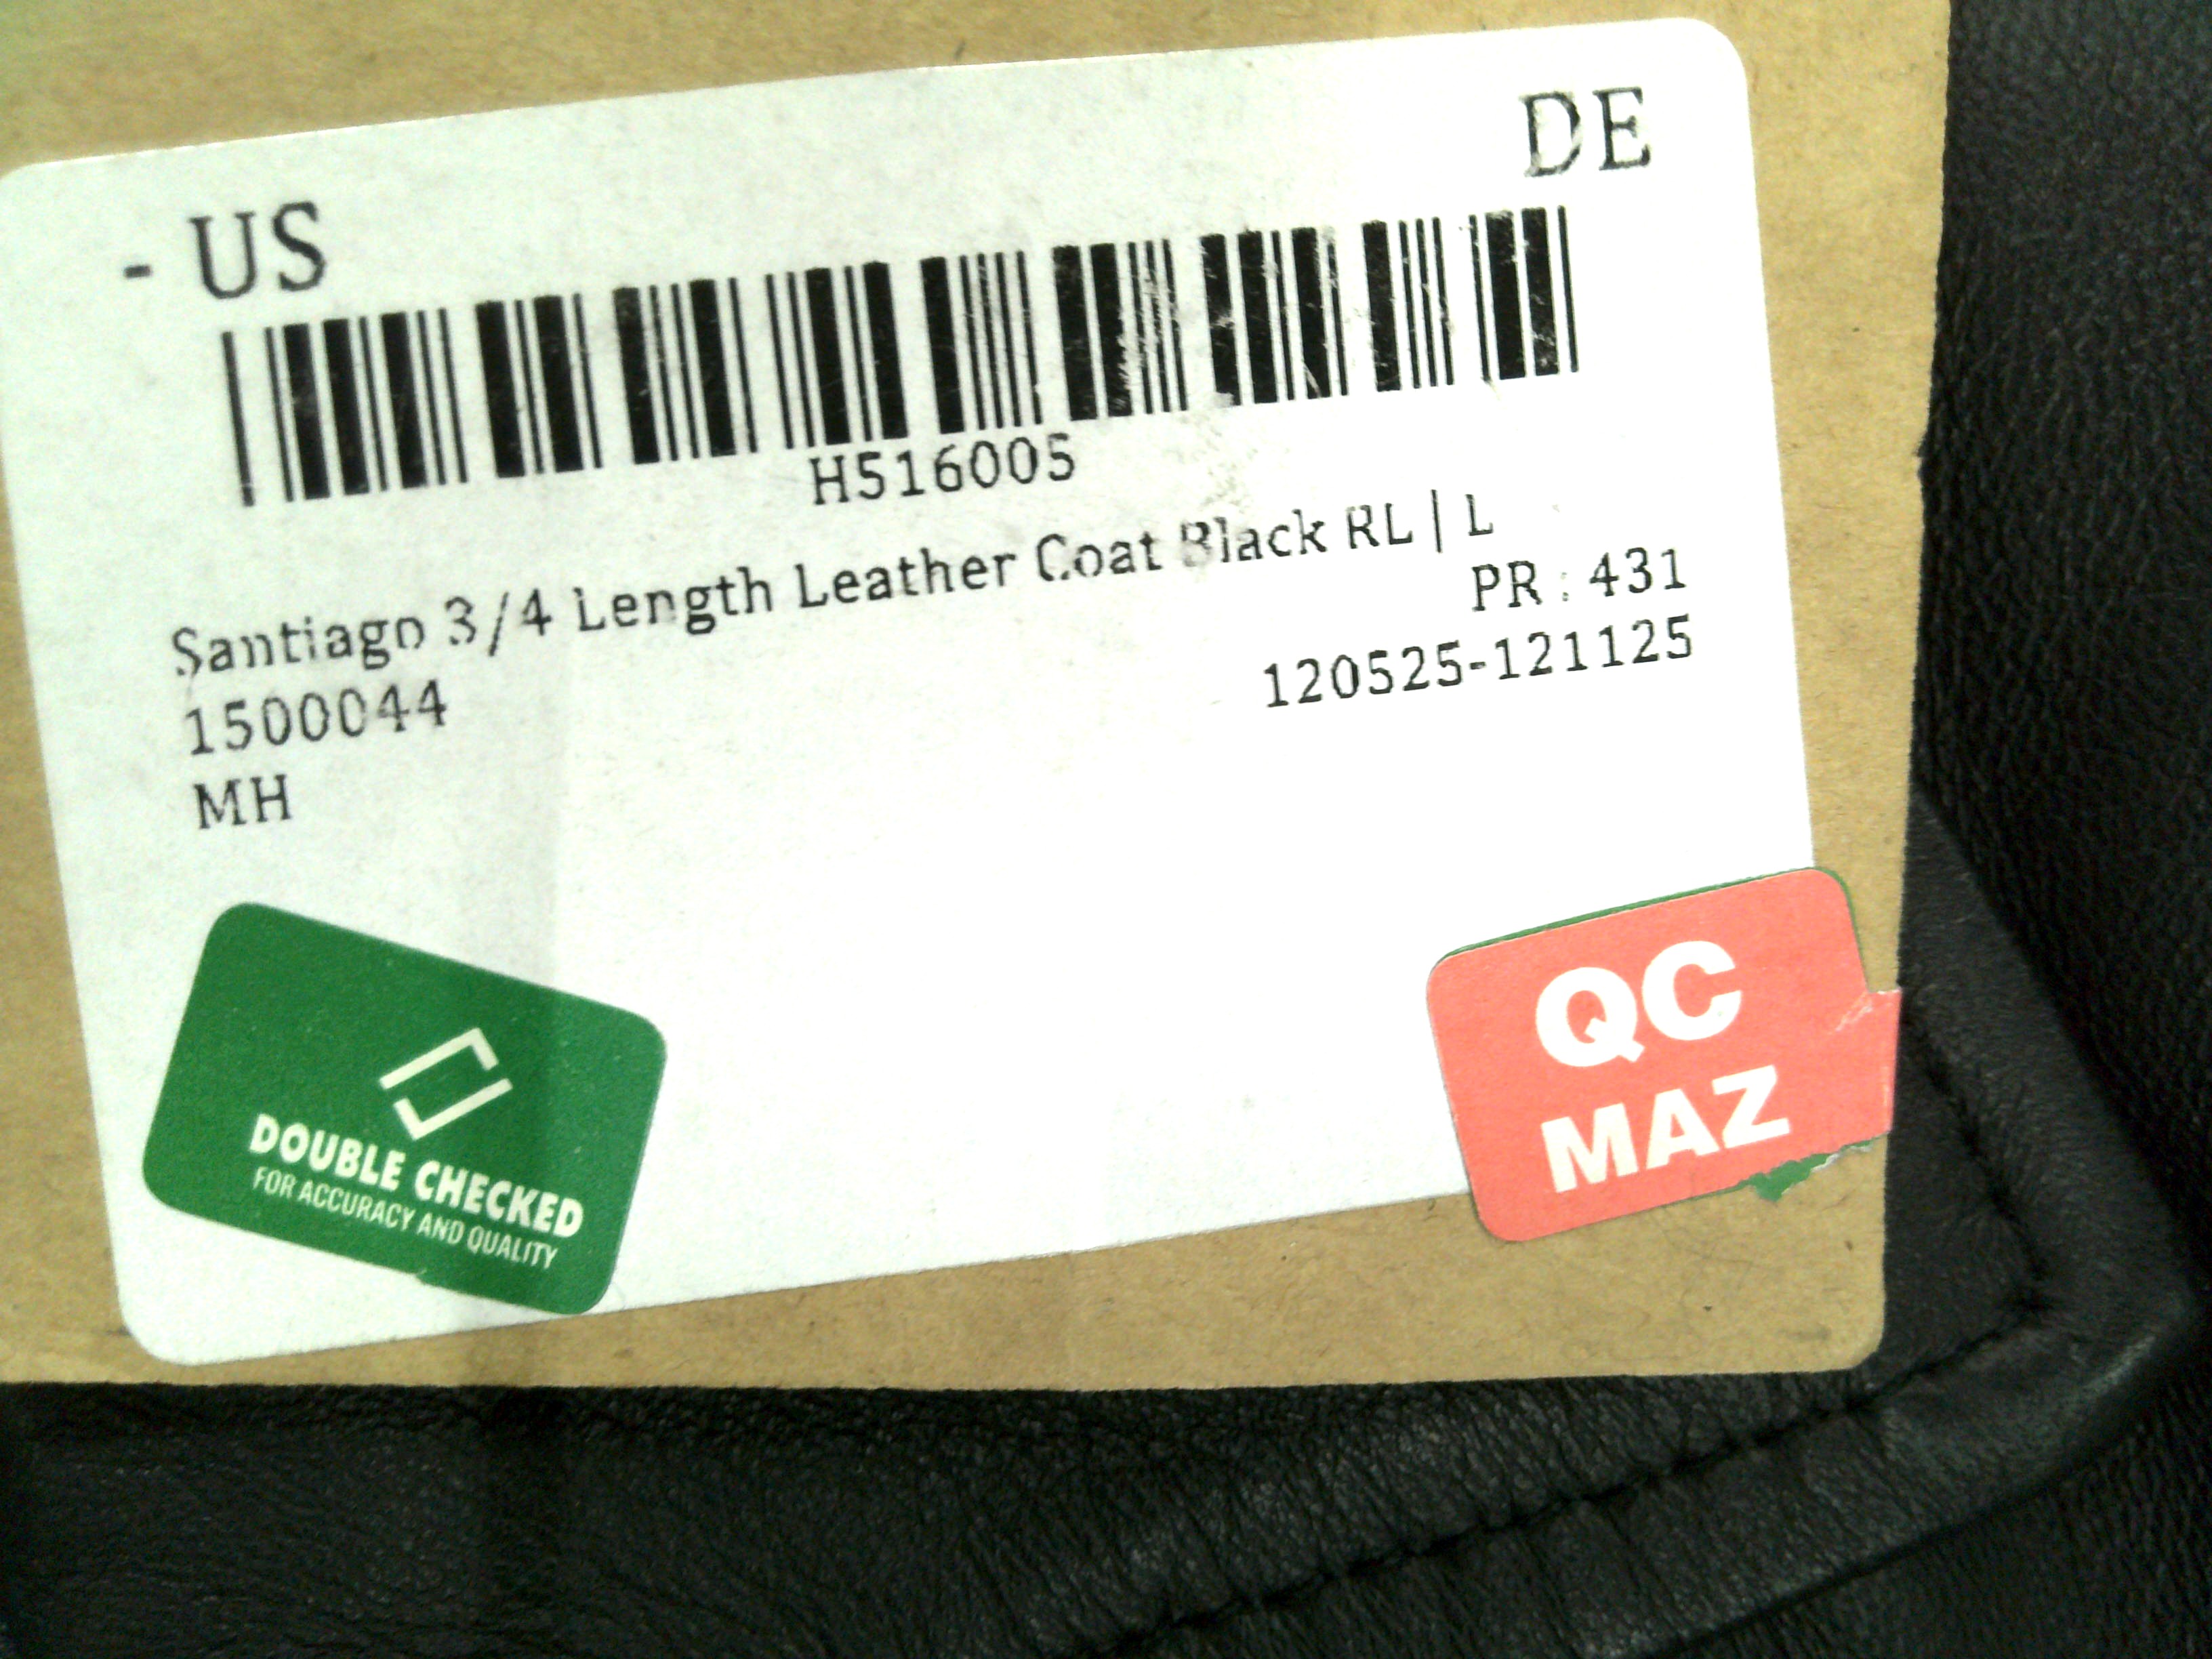 - US
DE
H516005
Santiago 3/4 Length Leather Coat Black RL | L
PR : 431
1500044
120525-121125
MH
DOUBLE CHECKED
FOR ACCURACY AND QUALITY
QC
MAZ